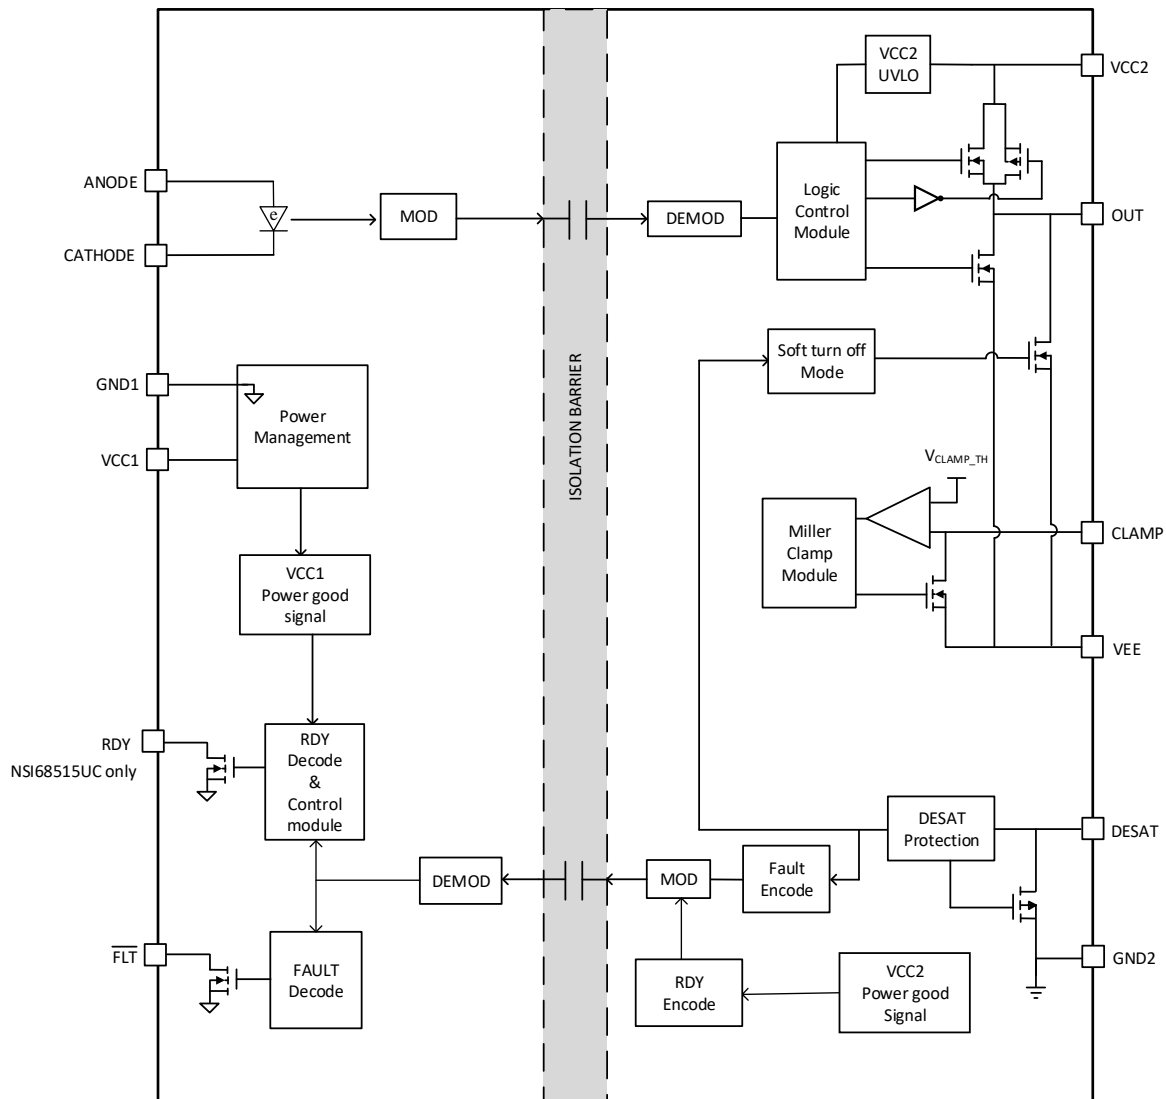 VCC2
UVLO
VCC2
ANODE
e
MOD
DEMOD
Logic
Control
Module
OUT
CATHODE
ISOLATION BARRIER
Soft turn off
Mode
GND1
Power
Management
VCC1
VCLAMP_TH
Miller
Clamp
Module
CLAMP
VCC1
Power good
signal
VEE
RDY
NSI68515UC only
RDY
Decode
&
Control
module
DESAT
Protection
DESAT
DEMOD
MOD
Fault
Encode
FLT
FAULT
Decode
RDY
Encode
VCC2
Power good
Signal
GND2